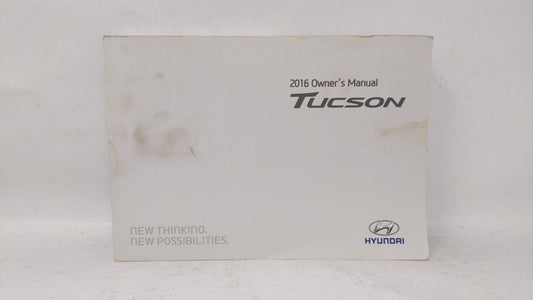 2016 Owner's Manual
TUCSON
NEW THINKING.
NEW POSSIBILITIES.
HYUNDAI